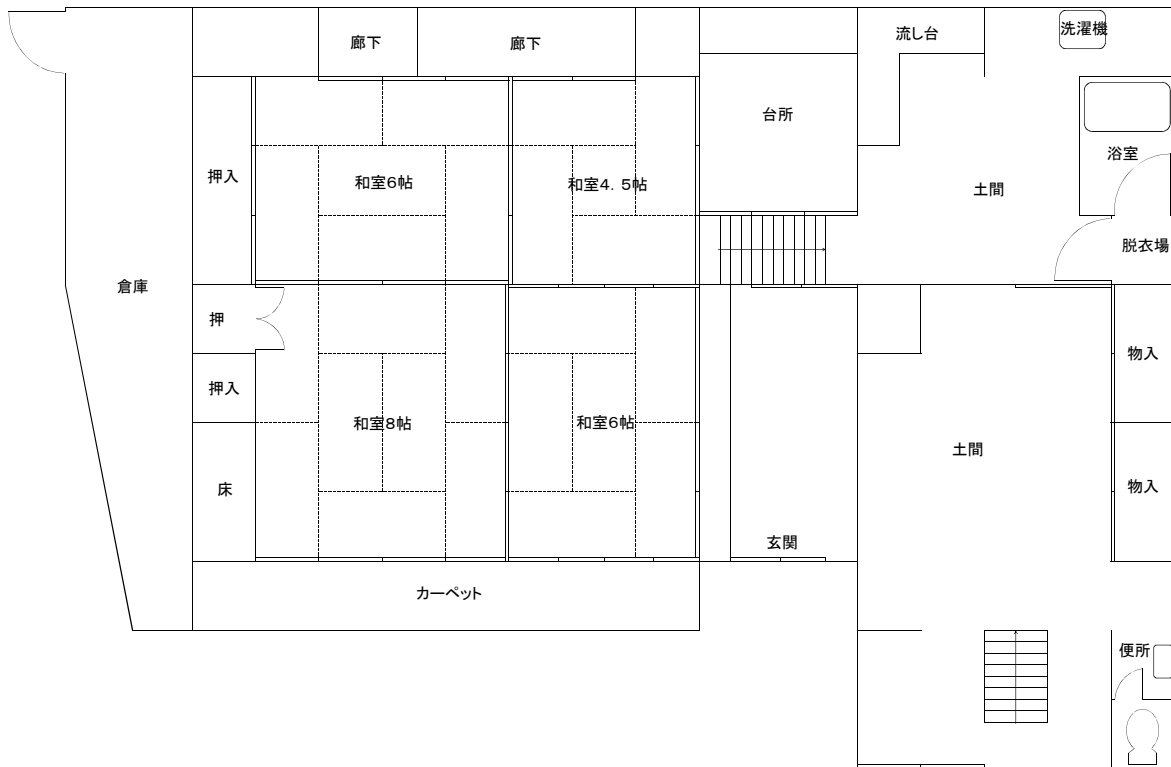 廊下
廊下
流し台
洗濯機
台所
浴室
押入
和室6帖
和室4.5帖
土間
脱衣場
倉庫
押
押入
物入
和室8帖
和室6帖
土間
床
物入
玄関
カーペット
便所